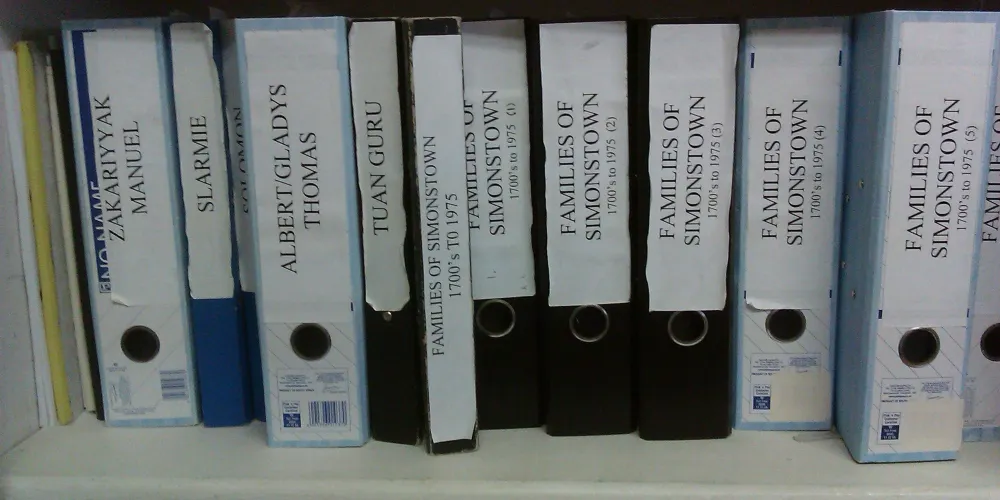 ZAKARIYYAK
MANUEL
NO NAME
SLARMIE
SOLOMON
ALBERT/GLADYS
THOMAS
TUAN GURU
FAMILIES OF SIMONSTOWN
1700's TO 1975
FAMILIES OF
SIMONSTOWN
1700's to 1975 (1)
FAMILIES OF
SIMONSTOWN
1700's to 1975 (2)
FAMILIES OF
SIMONSTOWN
1700's to 1975 (3)
FAMILIES OF
SIMONSTOWN
1700's to 1975 (4)
FAMILIES OF
SIMONSTOWN
1700's to 1975 (5)
FAMILIES